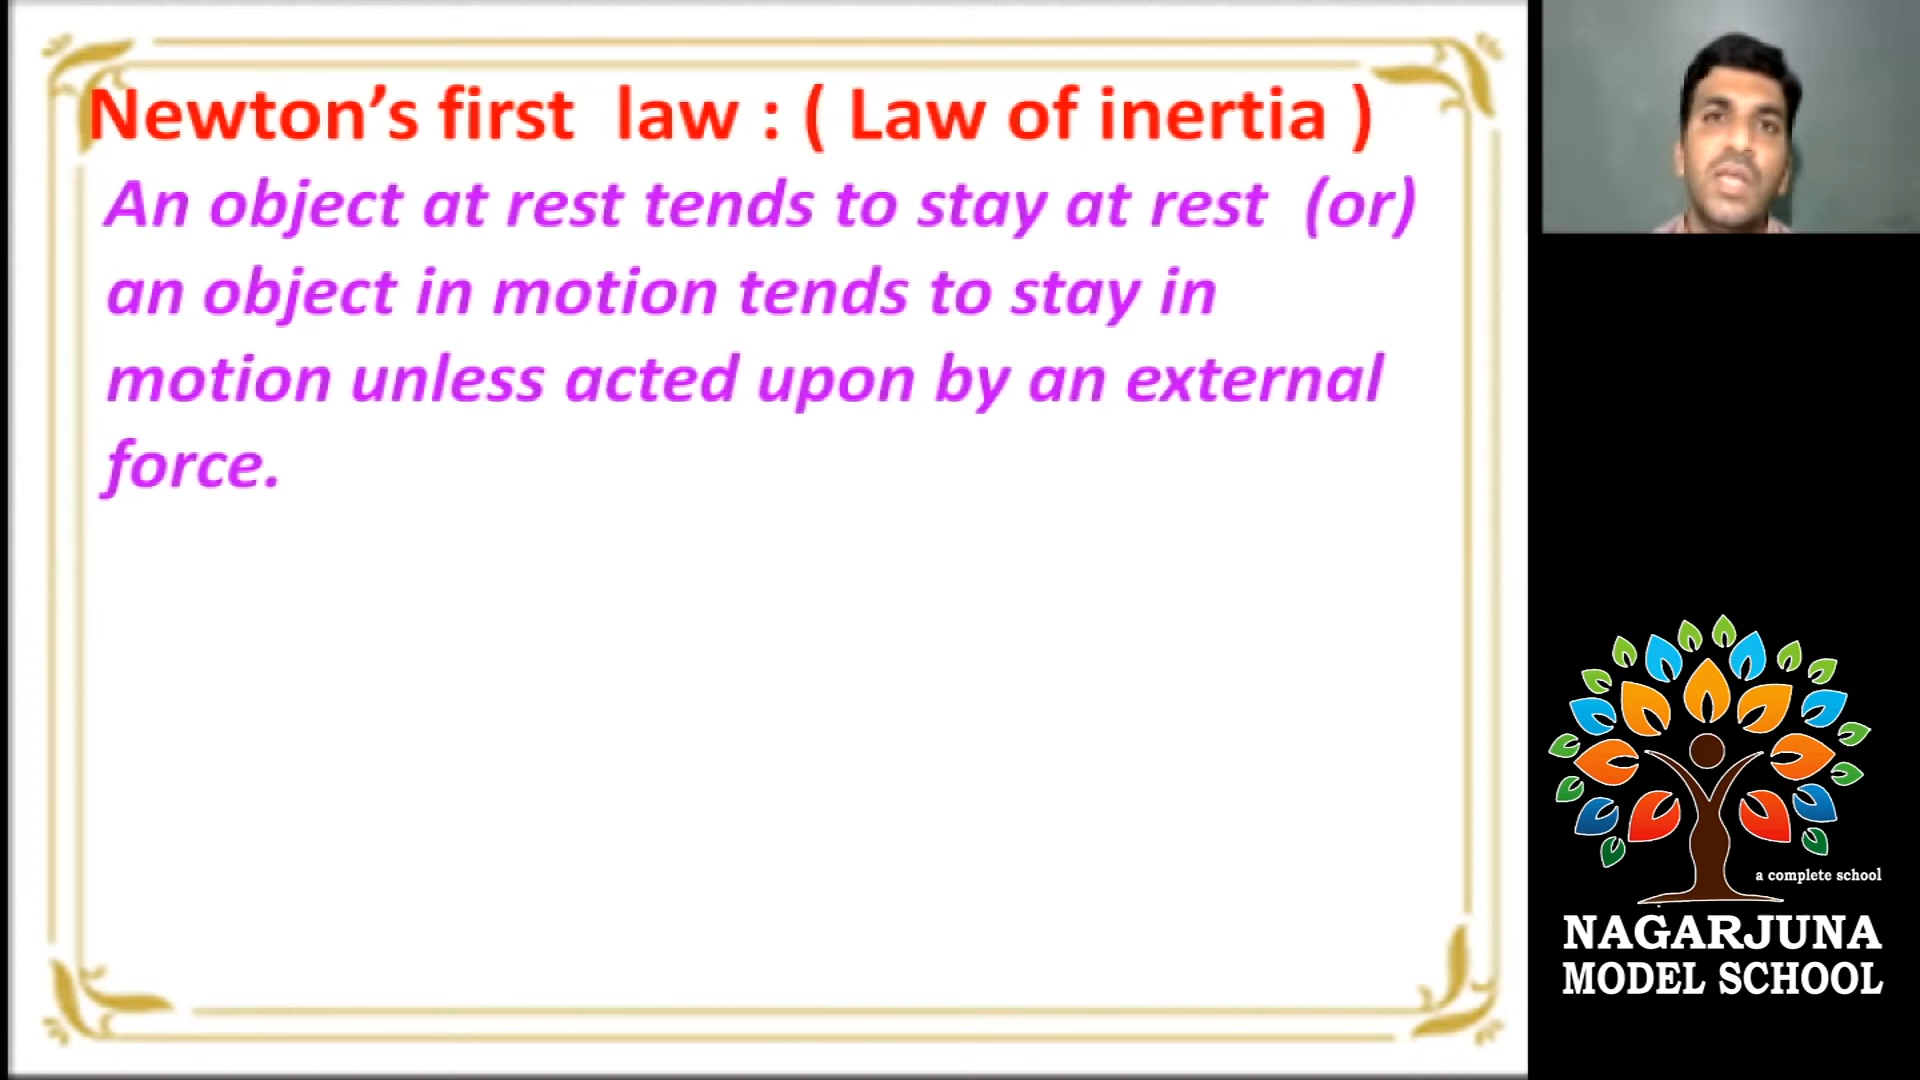 Newton’s first law : ( Law of inertia )
An object at rest tends to stay at rest (or)
an object in motion tends to stay in
motion unless acted upon by an external
force.
a complete school
NAGARJUNA
MODEL SCHOOL